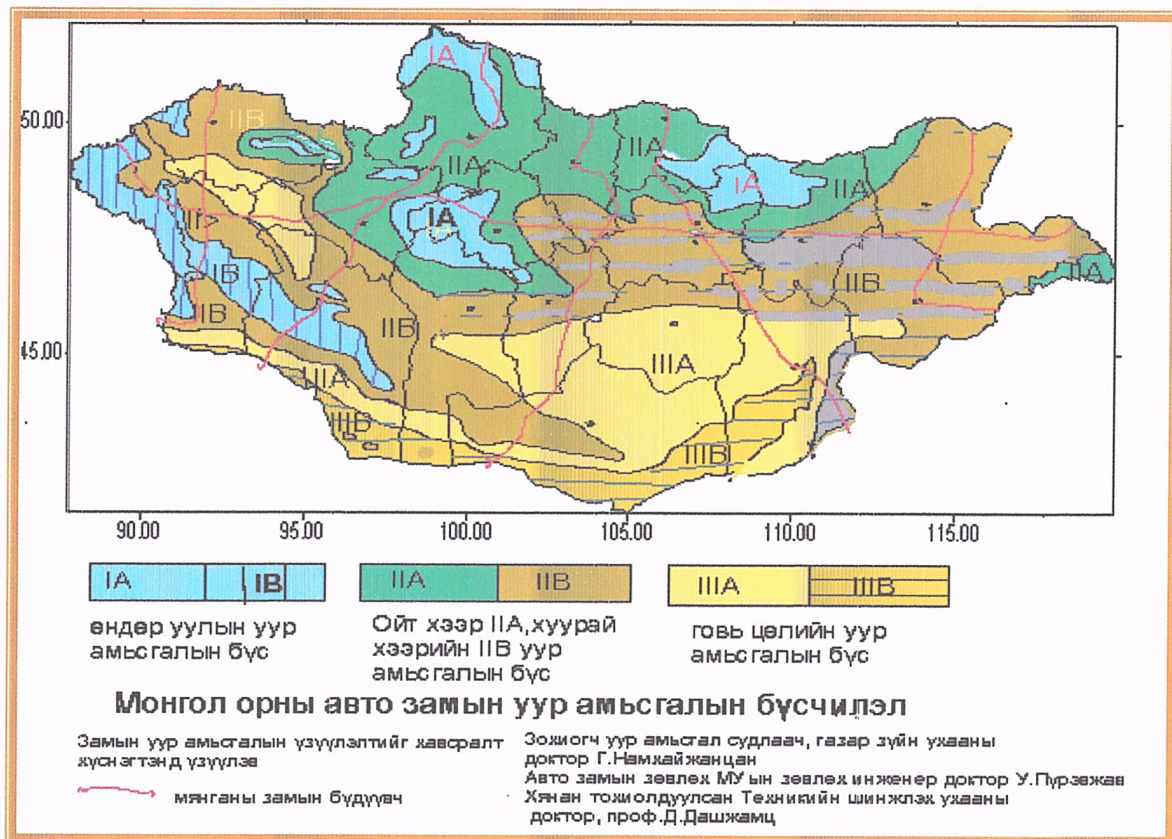 IA
50.00
IIB
IIA
IIA
IA
IIA
IA
IIB
IIA
IB
IIB
IIB
IIB
45.00
IIIA
IIIA
IIIB
IIIB
90.00 95.00 100.00 105.00 110.00 115.00
IA IB IIA IIB IIIA IIIB
өндөр уулын уур
амьсгалын бүс
Ойт хээр IIA,хуурай
хээрийн IIB уур
амьсгалын бүс
говь цөлийн уур
амьсгалын бүс
Монгол орны авто замын уур амьсгалын бүсчилэл
Замын уур амьсгалын үзүүлэлтийг хавсралт
хүснэгтэнд үзүүлэв
мянганы замын бүдүүвч
Зохиогч уур амьсгал судлаач, газар зүйн ухааны
доктор Г.Намхайжанцан
Авто замын зөвлөх МУ ын зөвлөх инженер доктор У.Пүрэвжав
Хянан тохиолдуулсан Техникийн шинжлэх ухааны
доктор, проф.Д.Дашжамц